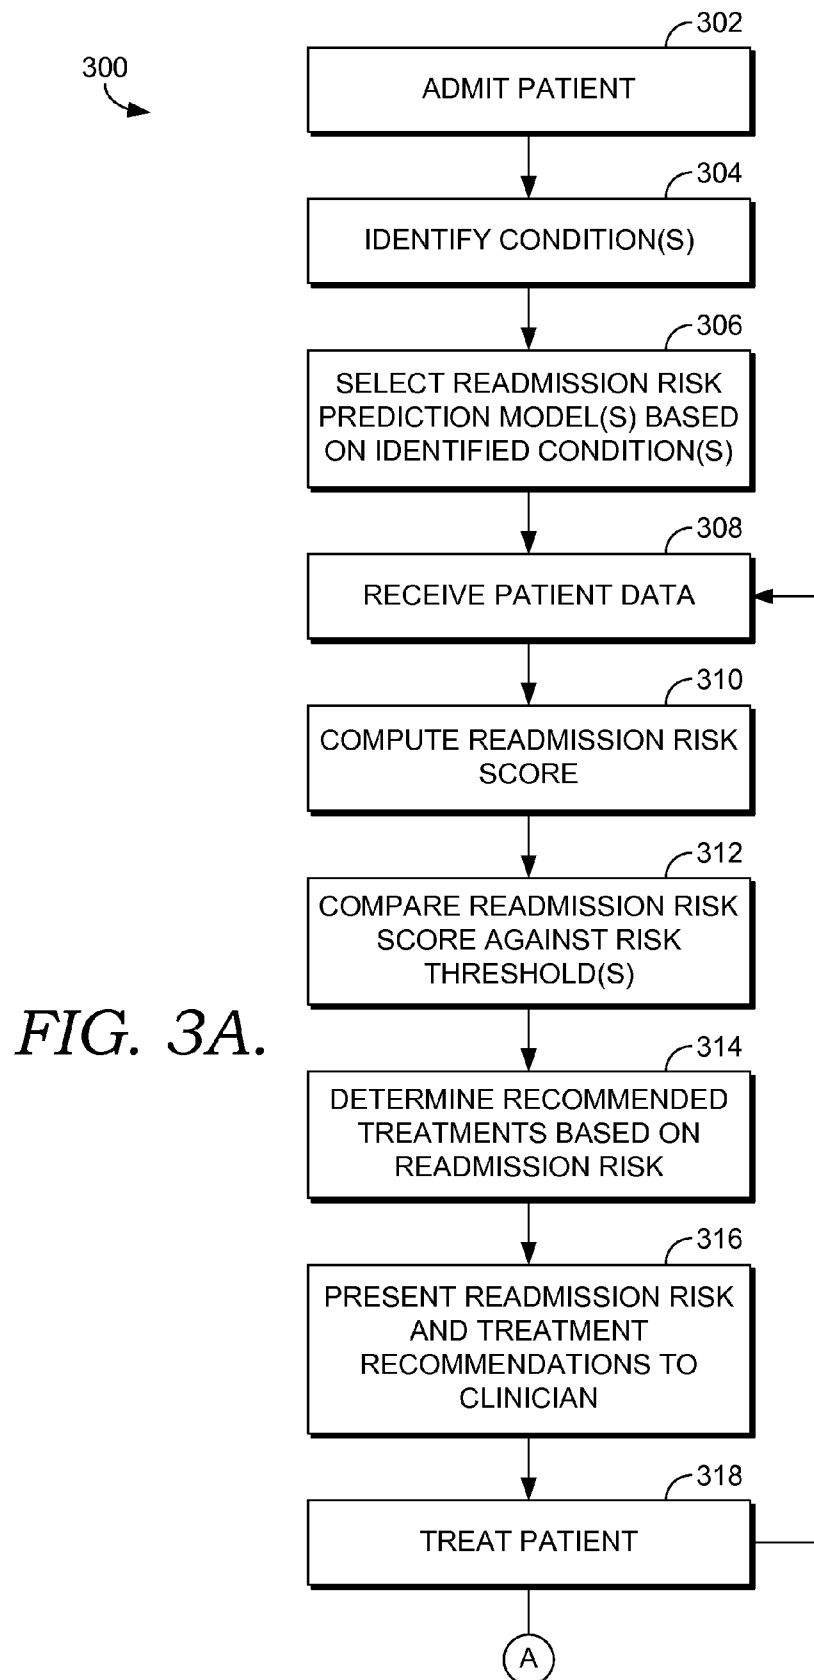 302
300
ADMIT PATIENT
304
IDENTIFY CONDITION(S)
306
SELECT READMISSION RISK
PREDICTION MODEL(S) BASED
ON IDENTIFIED CONDITION(S)
308
RECEIVE PATIENT DATA
310
COMPUTE READMISSION RISK
SCORE
312
COMPARE READMISSION RISK
SCORE AGAINST RISK
THRESHOLD(S)
FIG. 3A.
314
DETERMINE RECOMMENDED
TREATMENTS BASED ON
READMISSION RISK
316
PRESENT READMISSION RISK
AND TREATMENT
RECOMMENDATIONS TO
CLINICIAN
318
TREAT PATIENT
A